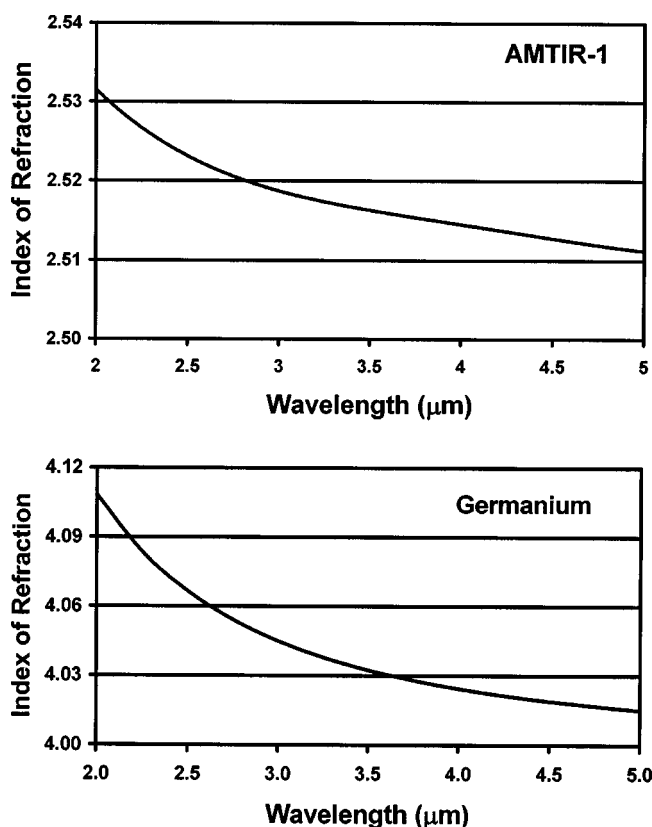 2.54
AMTIR-1
2.53
2.52
2.51
2.50
Index of Refraction
2 2.5 3 3.5 4 4.5 5
Wavelength (μm)
4.12
Germanium
4.09
4.06
4.03
4.00
Index of Refraction
2.0 2.5 3.0 3.5 4.0 4.5 5.0
Wavelength (μm)